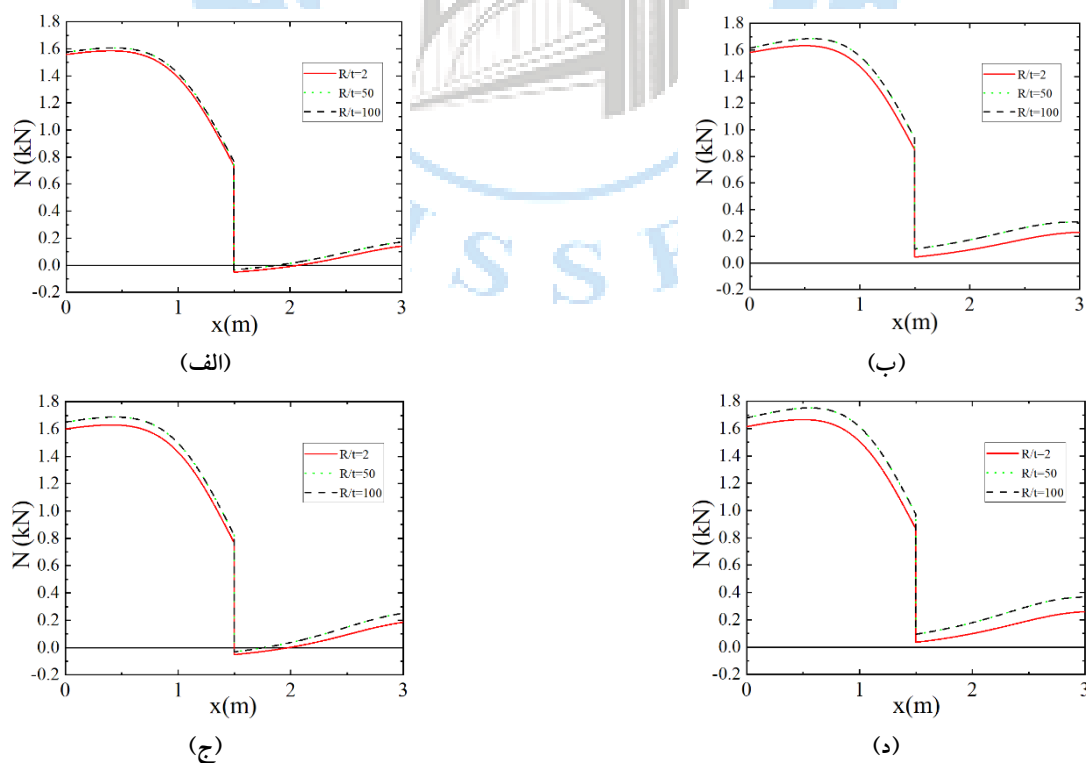 1.8
1.6
1.4
1.2
1.0
0.8
0.6
0.4
0.2
0.0
-0.2
N (kN)
R/t=2
R/t=50
R/t=100
0 1 2 3
x(m)
(الف)
1.8
1.6
1.4
1.2
1.0
0.8
0.6
0.4
0.2
0.0
-0.2
N (kN)
R/t=2
R/t=50
R/t=100
0 1 2 3
x(m)
(ب)
S S
1.8
1.6
1.4
1.2
1.0
0.8
0.6
0.4
0.2
0.0
-0.2
N (kN)
R/t=2
R/t=50
R/t=100
0 1 2 3
x(m)
(ج)
1.8
1.6
1.4
1.2
1.0
0.8
0.6
0.4
0.2
0.0
-0.2
N (kN)
R/t=2
R/t=50
R/t=100
0 1 2 3
x(m)
(د)